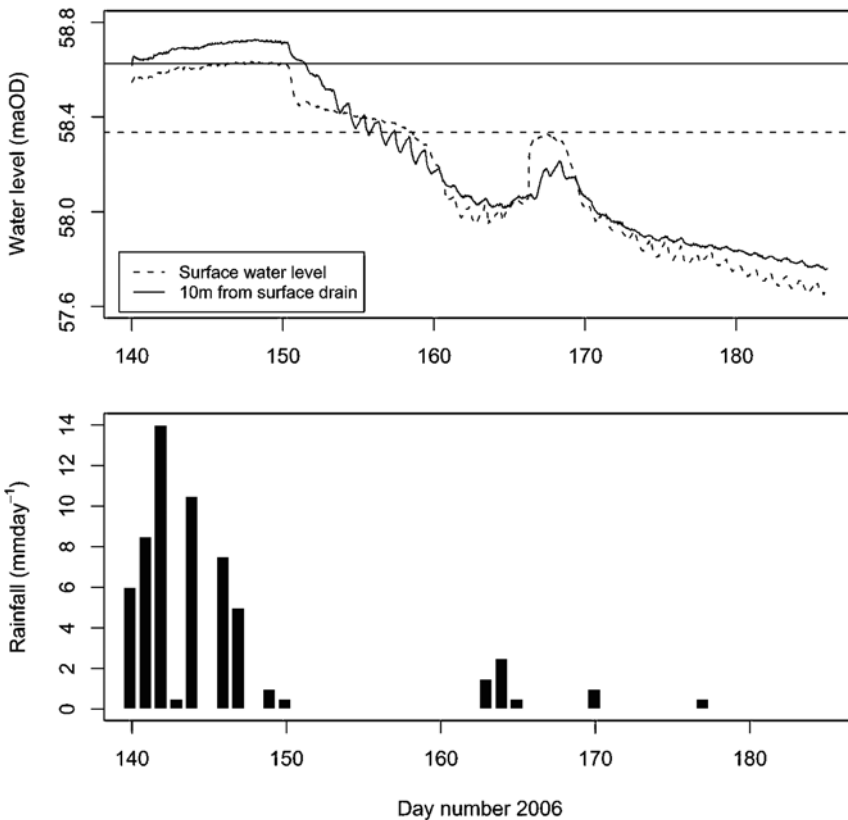 Water level (maOD)
58.8
58.4
58.0
57.6
Surface water level
10m from surface drain
140 150 160 170 180
Rainfall (mmday⁻¹)
14
12
10
8
6
4
2
0
140 150 160 170 180
Day number 2006